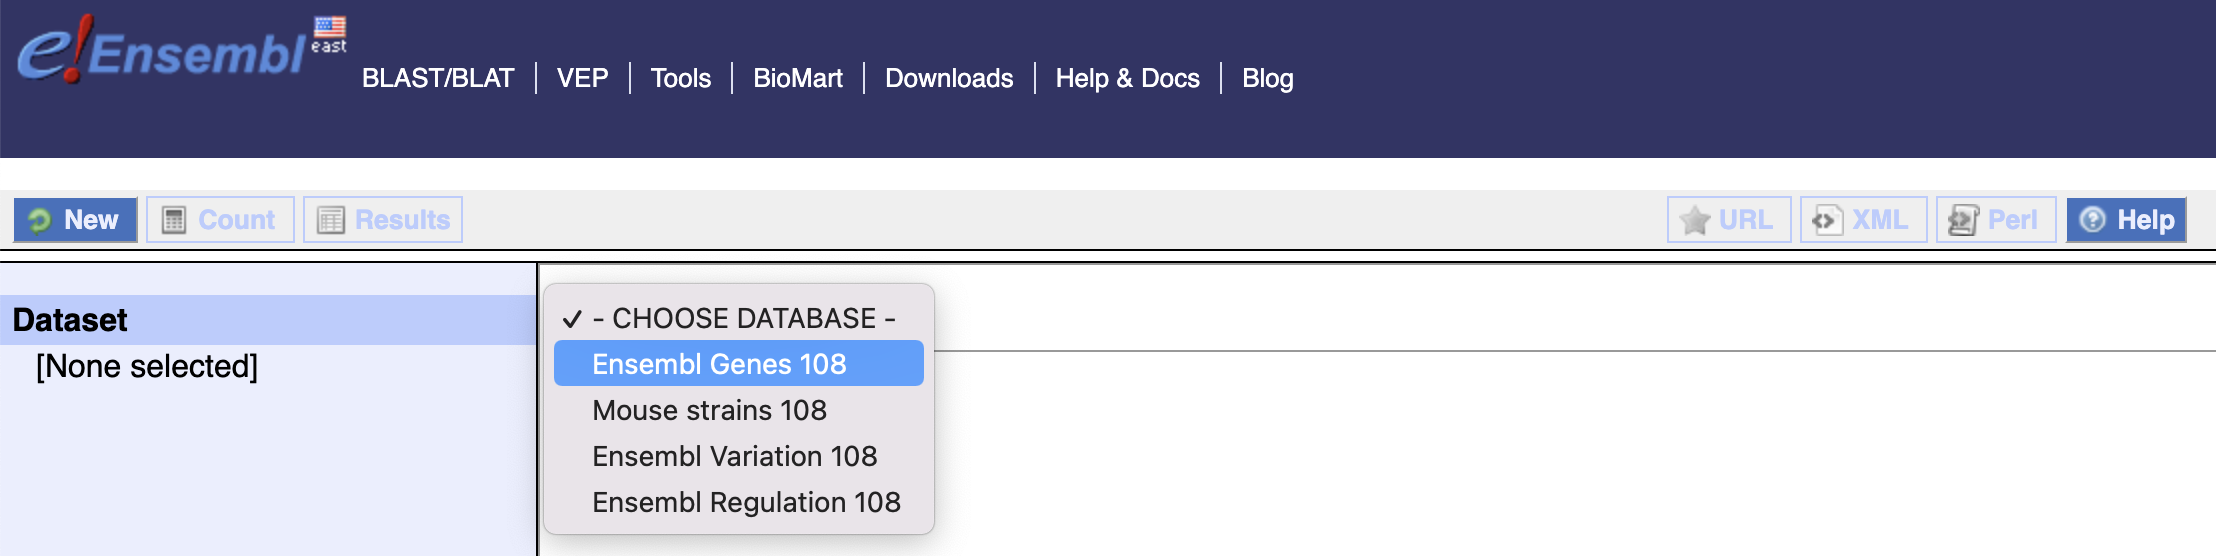 e!Ensembl east
BLAST/BLAT | VEP | Tools | BioMart | Downloads | Help & Docs | Blog
New Count Results URL XML Perl Help
Dataset
[None selected]
✓ - CHOOSE DATABASE -
Ensembl Genes 108
Mouse strains 108
Ensembl Variation 108
Ensembl Regulation 108